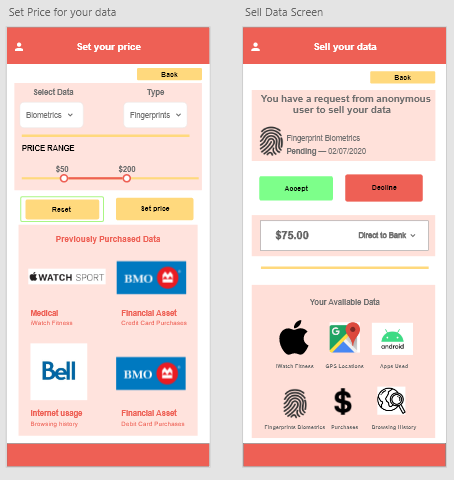 Set Price for your data
Set your price
Back
Select Data
Type
Biometrics
Fingerprints
PRICE RANGE
$50
$200
Reset
Set price
Previously Purchased Data
WATCH SPORT
BMO
Medical
iWatch Fitness
Financial Asset
Credit Card Purchases
Bell
BMO
Internet usage
Browsing history
Financial Asset
Debit Card Purchases
Sell Data Screen
Sell your data
Back
You have a request from anonymous
user to sell your data
Fingerprint Biometrics
Pending — 02/07/2020
Accept
Decline
$75.00
Direct to Bank
Your Available Data
android
iWatch Fitness
GPS Locations
Apps Used
$
Fingerprints Biometrics
Purchases
Browsing History